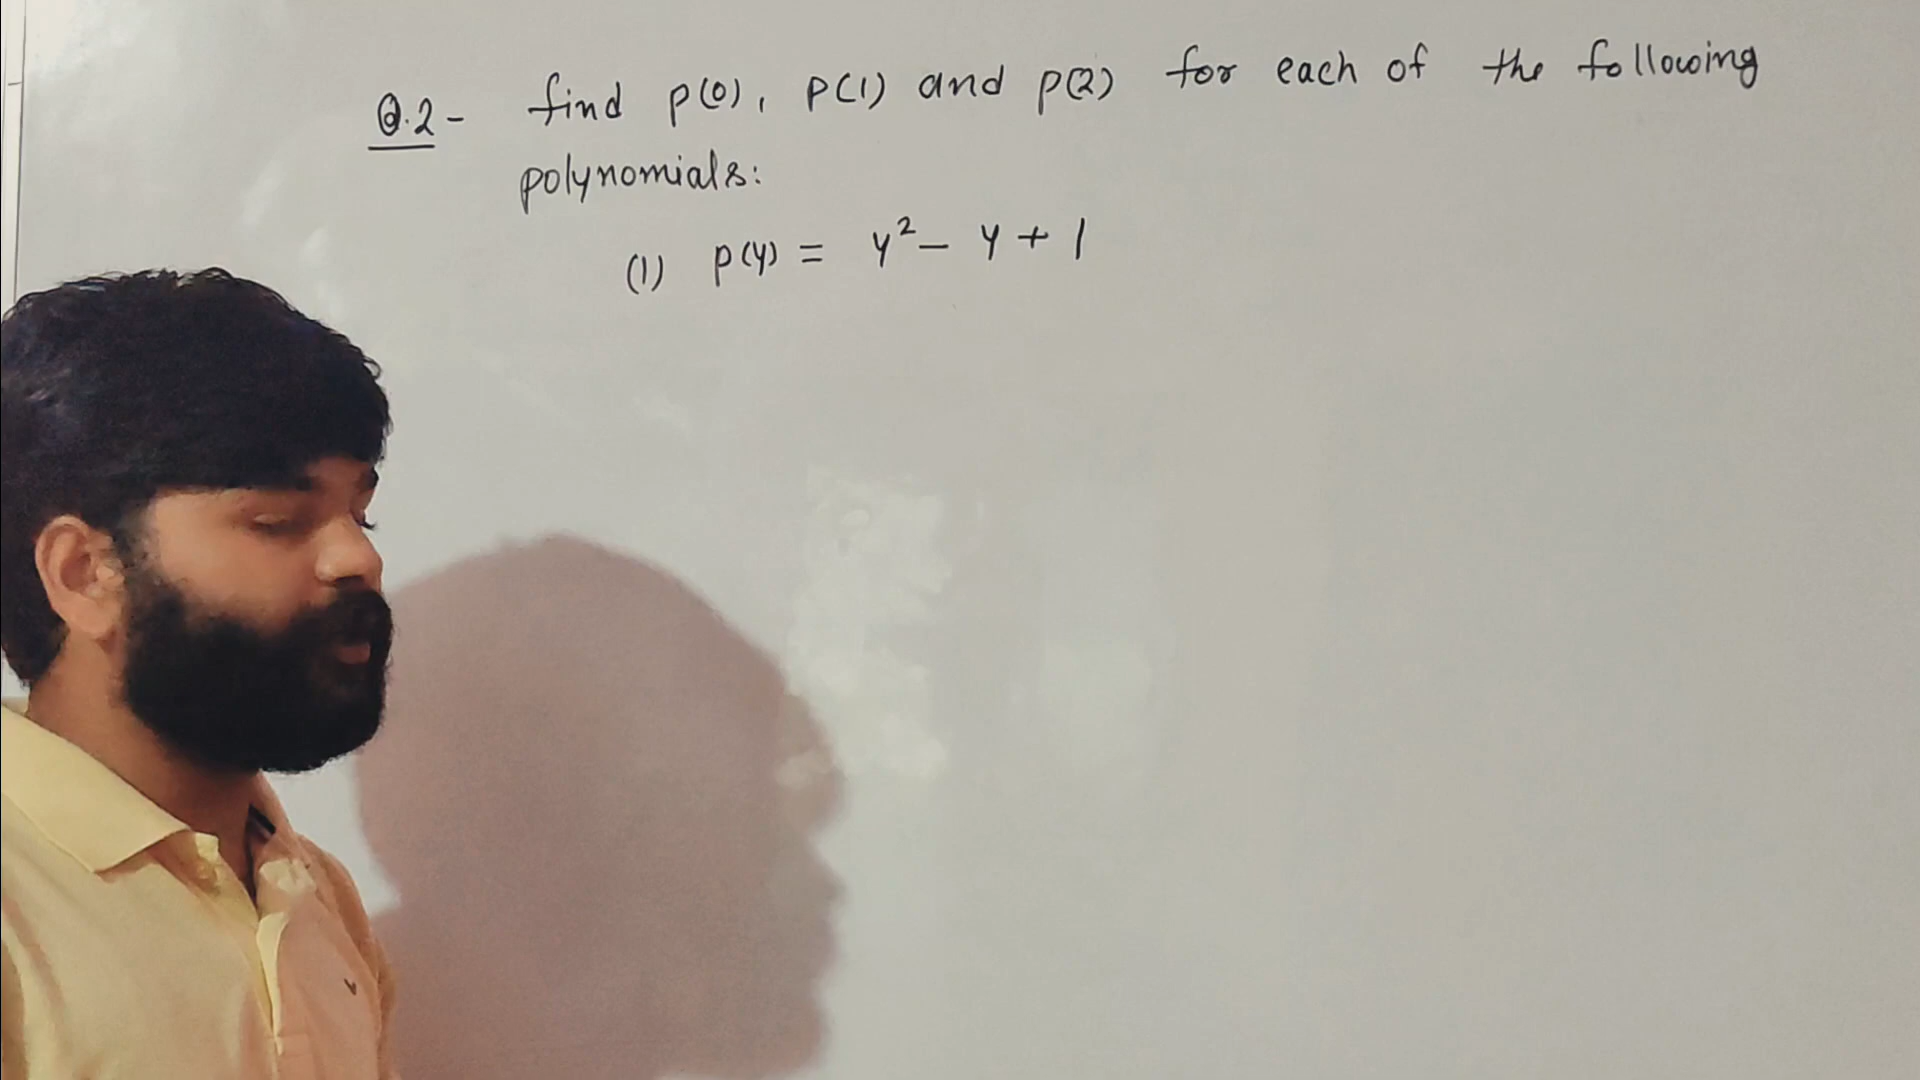 Q.2- find p(0), p(1) and p(2) for each of the following
polynomials:
(1) p(y) = y² - y + 1